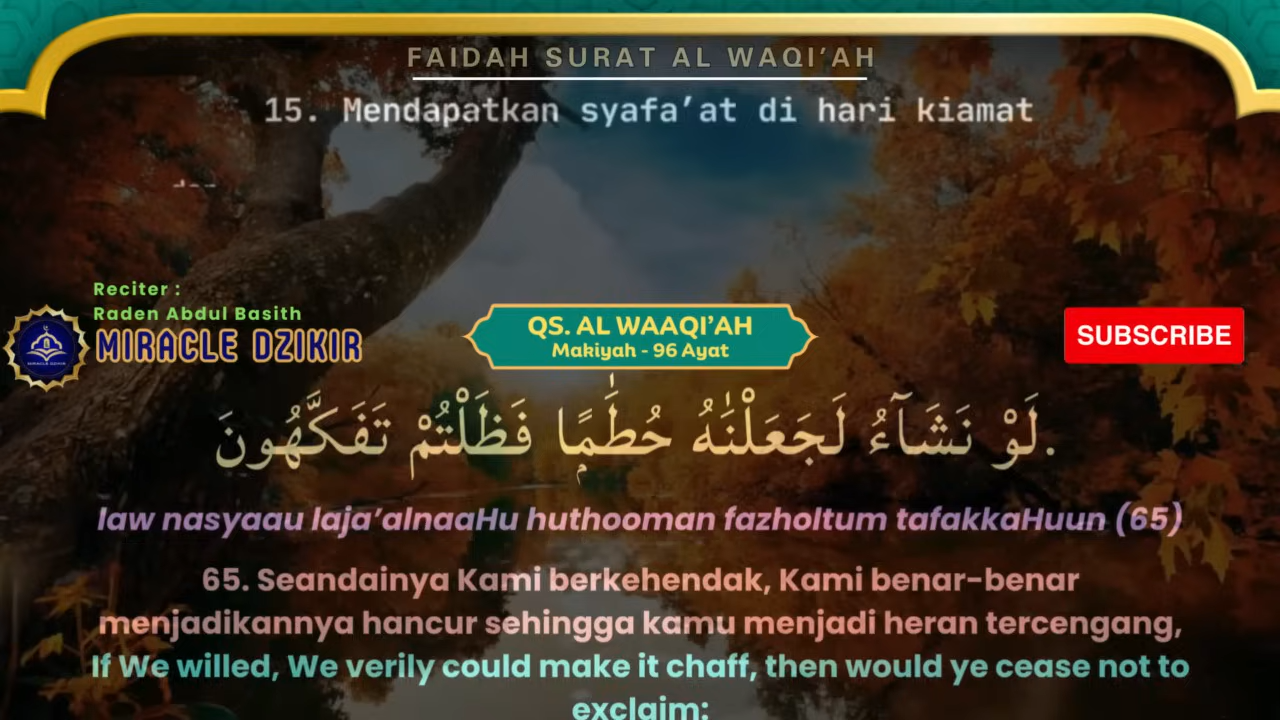 FAIDAH SURAT AL WAQI’AH
15. Mendapatkan syafa’at di hari kiamat
Reciter :
Raden Abdul Basith
MIRACLE DZIKIR
QS. AL WAAQI’AH
Makiyah - 96 Ayat
SUBSCRIBE
لَوْ نَشَآءُ لَجَعَلْنَٰهُ حُطَٰمًا فَظَلْتُمْ تَفَكَّهُونَ.
law nasyaau laja’alnaaHu huthooman fazholtum tafakkaHuun (65)
65. Seandainya Kami berkehendak, Kami benar-benar
menjadikannya hancur sehingga kamu menjadi heran tercengang,
If We willed, We verily could make it chaff, then would ye cease not to
exclaim: